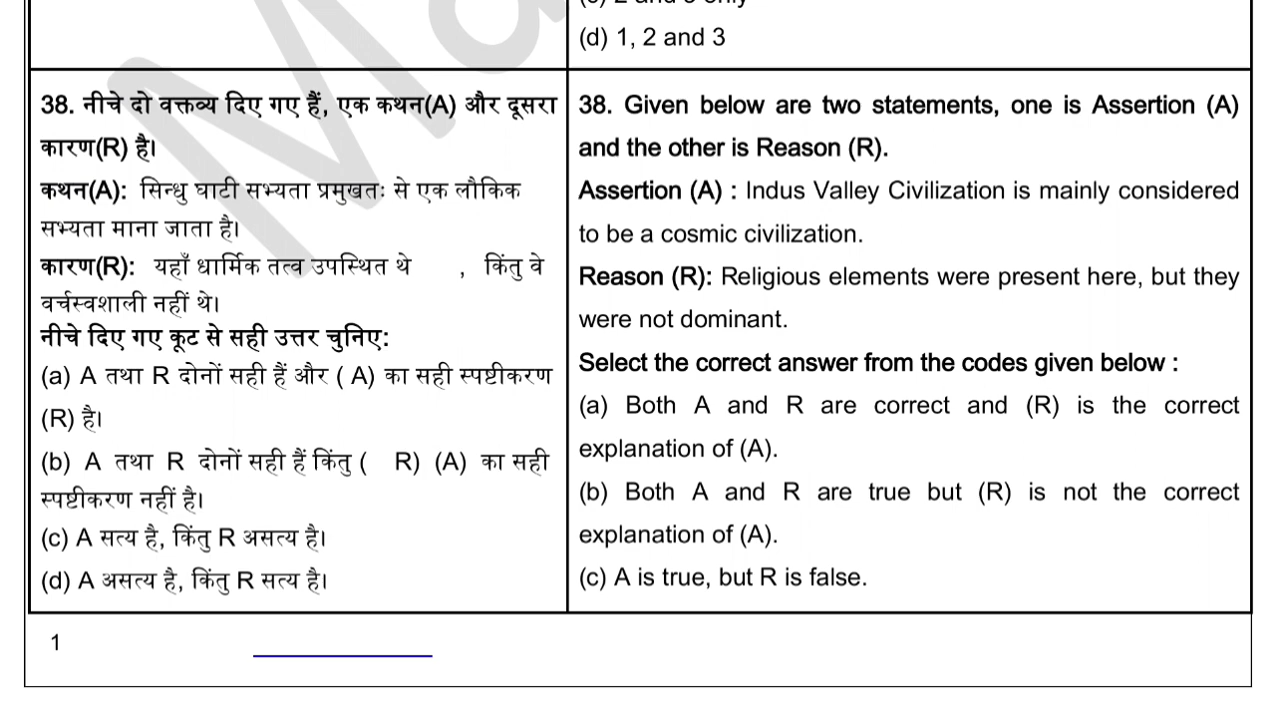 (d) 1, 2 and 3
38. नीचे दो वक्तव्य दिए गए हैं, एक कथन(A) और दूसरा
कारण(R) है।
कथन(A): सिन्धु घाटी सभ्यता प्रमुखतः से एक लौकिक
सभ्यता माना जाता है।
कारण(R): यहाँ धार्मिक तत्व उपस्थित थे , किंतु वे
वर्चस्वशाली नहीं थे।
नीचे दिए गए कूट से सही उत्तर चुनिए:
(a) A तथा R दोनों सही हैं और ( A) का सही स्पष्टीकरण
(R) है।
(b) A तथा R दोनों सही हैं किंतु ( R) (A) का सही
स्पष्टीकरण नहीं है।
(c) A सत्य है, किंतु R असत्य है।
(d) A असत्य है, किंतु R सत्य है।
38. Given below are two statements, one is Assertion (A)
and the other is Reason (R).
Assertion (A) : Indus Valley Civilization is mainly considered
to be a cosmic civilization.
Reason (R): Religious elements were present here, but they
were not dominant.
Select the correct answer from the codes given below :
(a) Both A and R are correct and (R) is the correct
explanation of (A).
(b) Both A and R are true but (R) is not the correct
explanation of (A).
(c) A is true, but R is false.
1